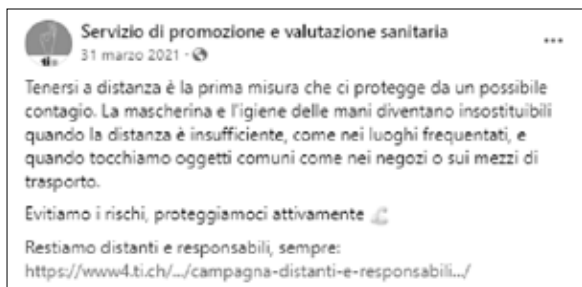 Servizio di promozione e valutazione sanitaria
31 marzo 2021 ·
Tenersi a distanza è la prima misura che ci protegge da un possibile
contagio. La mascherina e l'igiene delle mani diventano insostituibili
quando la distanza è insufficiente, come nei luoghi frequentati, e
quando tocchiamo oggetti comuni come nei negozi o sui mezzi di
trasporto.
Evitiamo i rischi, proteggiamoci attivamente
Restiamo distanti e responsabili, sempre:
https://www4.ti.ch/.../campagna-distanti-e-responsabili.../